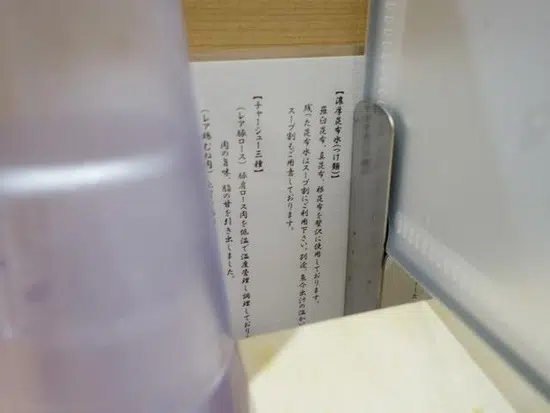 【濃厚昆布水(つけ麺)】
羅臼昆布、真昆布、根昆布を贅沢に使用しております。
残った昆布水はスープ割にご利用下さい。別途、魚介出汁の温かい
スープ割もご用意しております。
【チャーシュー三種】
(レア豚ロース) 豚肩ロース肉を低温で温度管理し調理しており
肉の旨味、脂の甘を引き出しました。
(レア鶏むね肉)